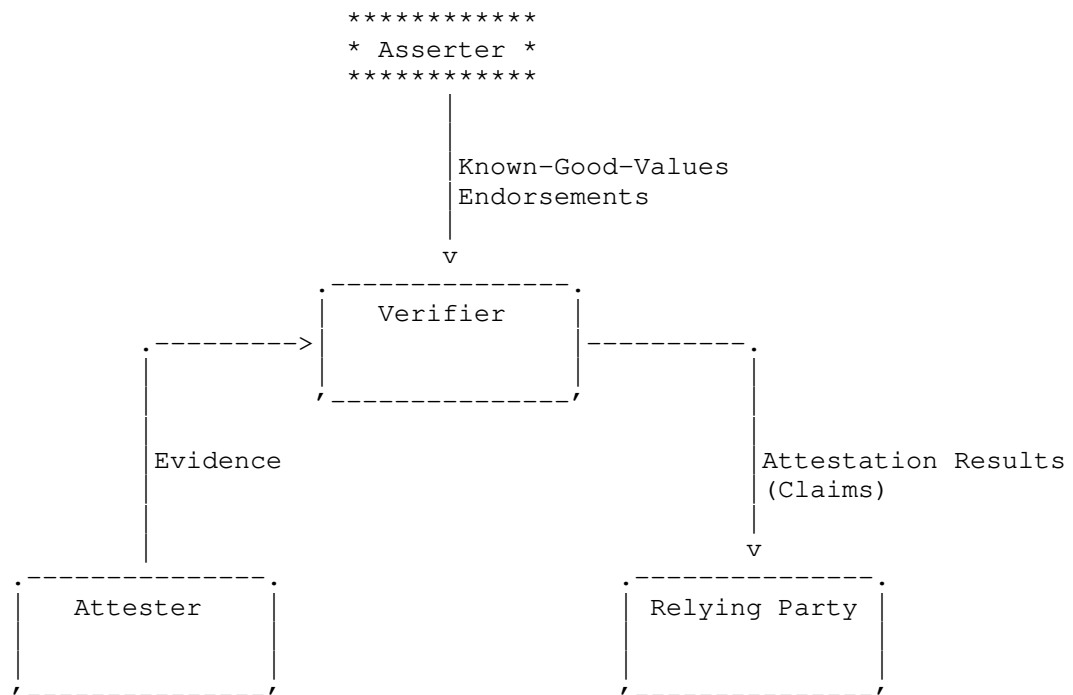 * Asserter *
Known-Good-Values
Endorsements
Verifier
Evidence
Attestation Results
(Claims)
Attester
Relying Party